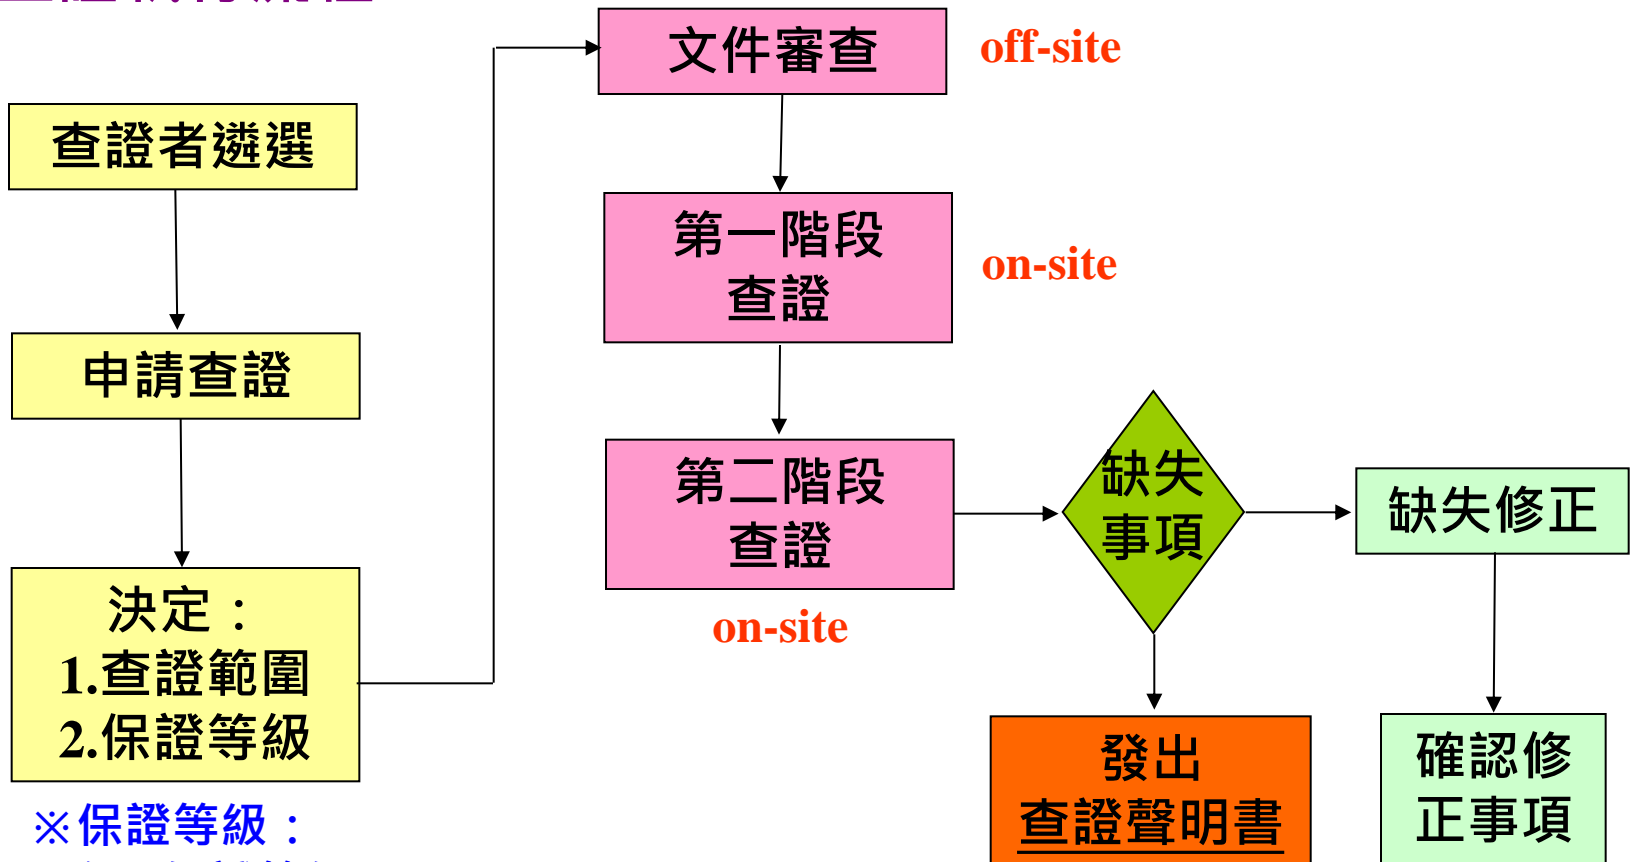 文件審查
off-site
查證者遴選
第一階段
查證
on-site
申請查證
第二階段
查證
on-site
缺失
事項
缺失修正
決定：
1.查證範圍
2.保證等級
發出
查證聲明書
確認修
正事項
※保證等級：